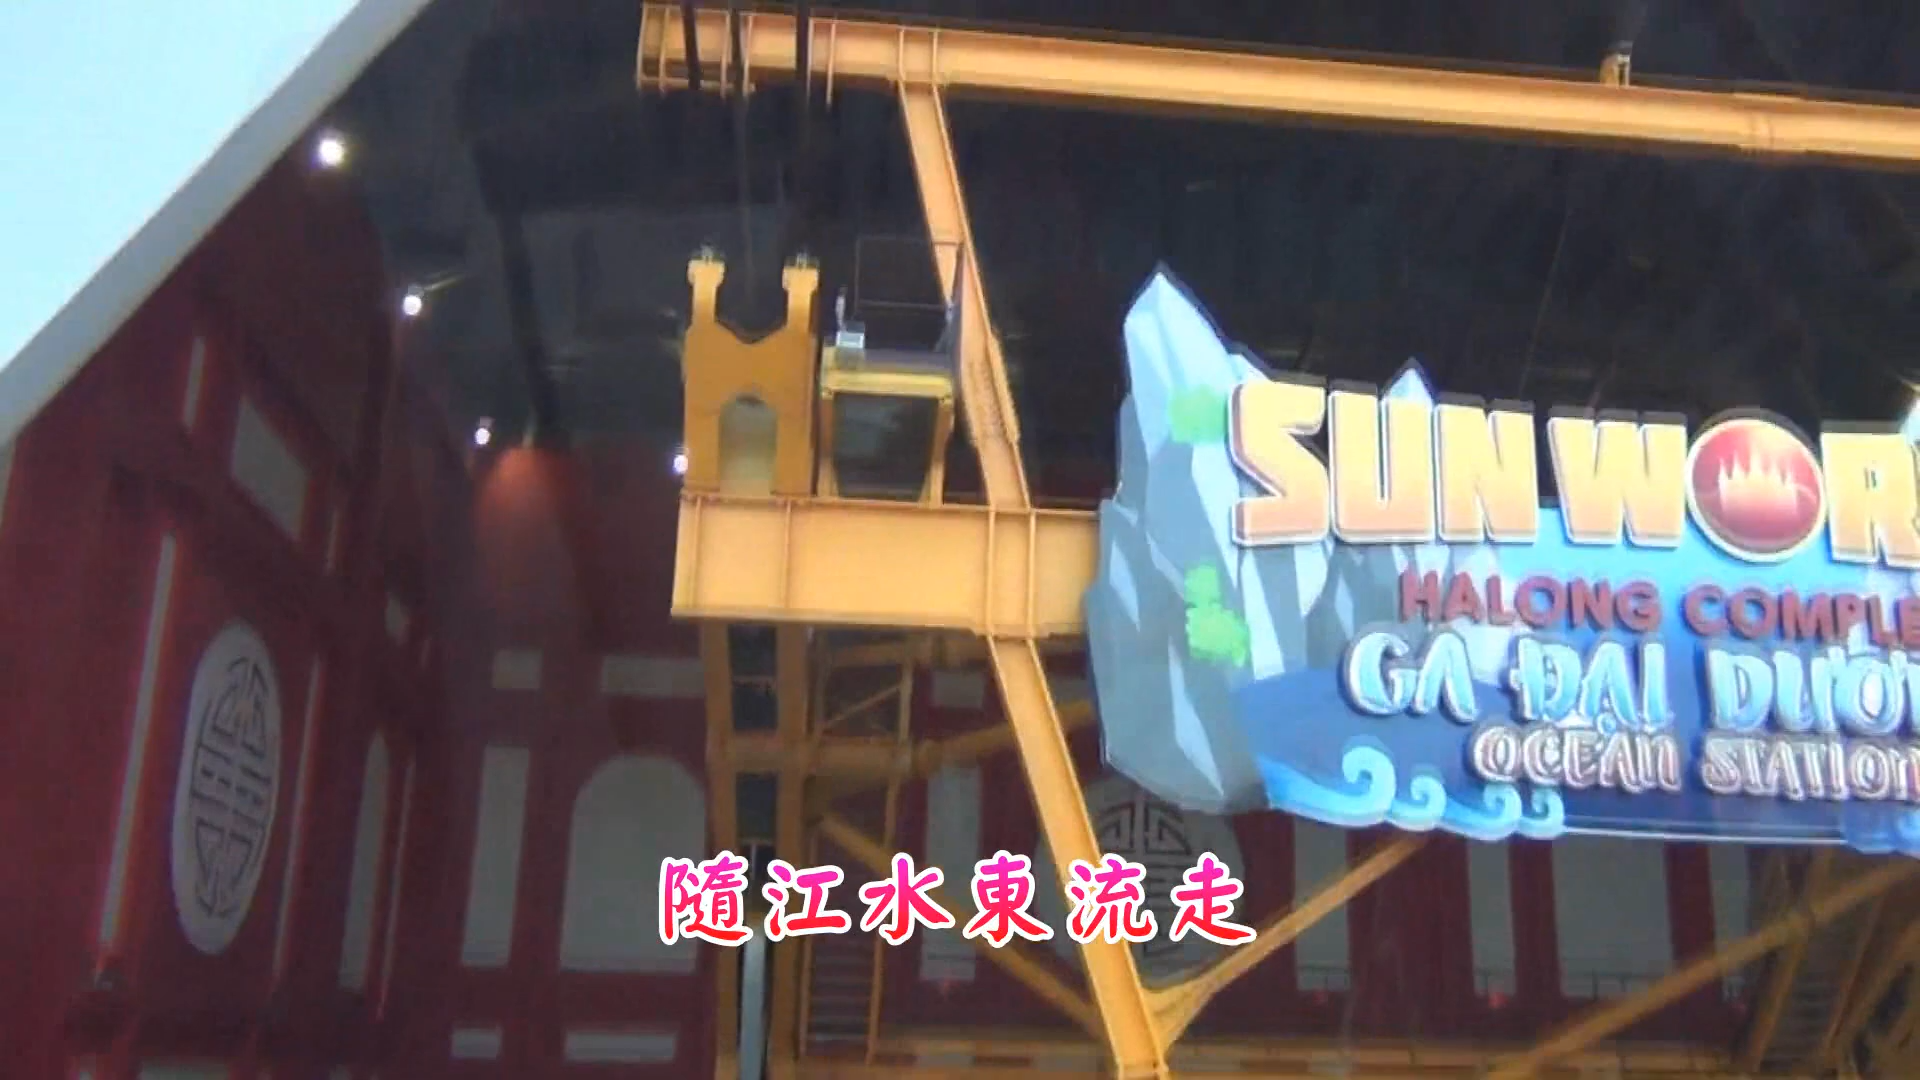 SUN WOR
HALONG COMPLE
GA ĐẠI DƯƠ
OCEAN STATION
隨江水東流走